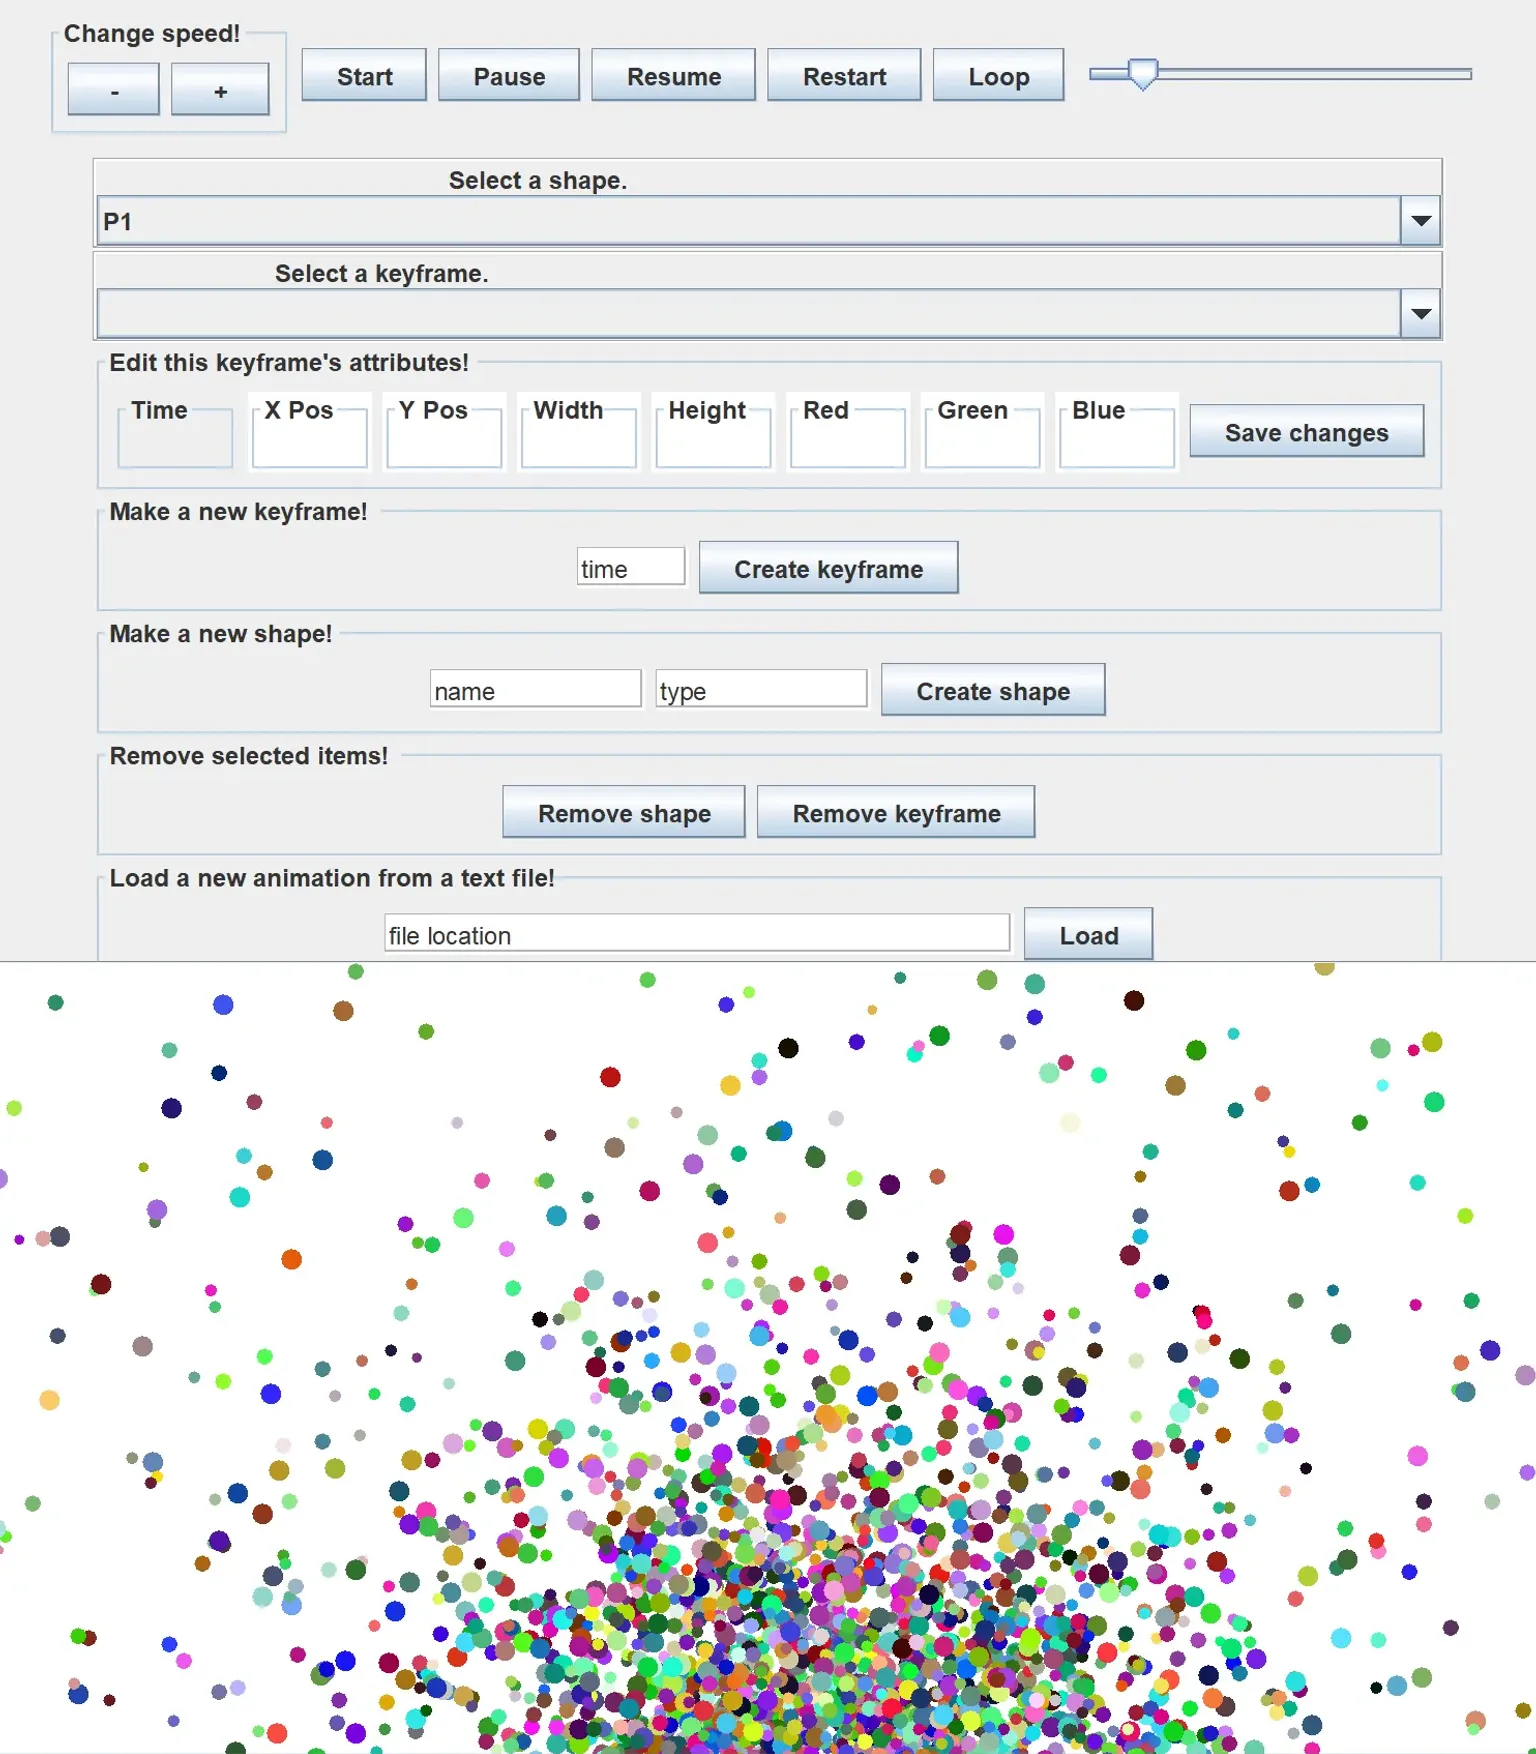 Change speed!
- + Start Pause Resume Restart Loop
Select a shape.
P1
Select a keyframe.
Edit this keyframe's attributes!
Time X Pos Y Pos Width Height Red Green Blue Save changes
Make a new keyframe!
time Create keyframe
Make a new shape!
name type Create shape
Remove selected items!
Remove shape Remove keyframe
Load a new animation from a text file!
file location Load